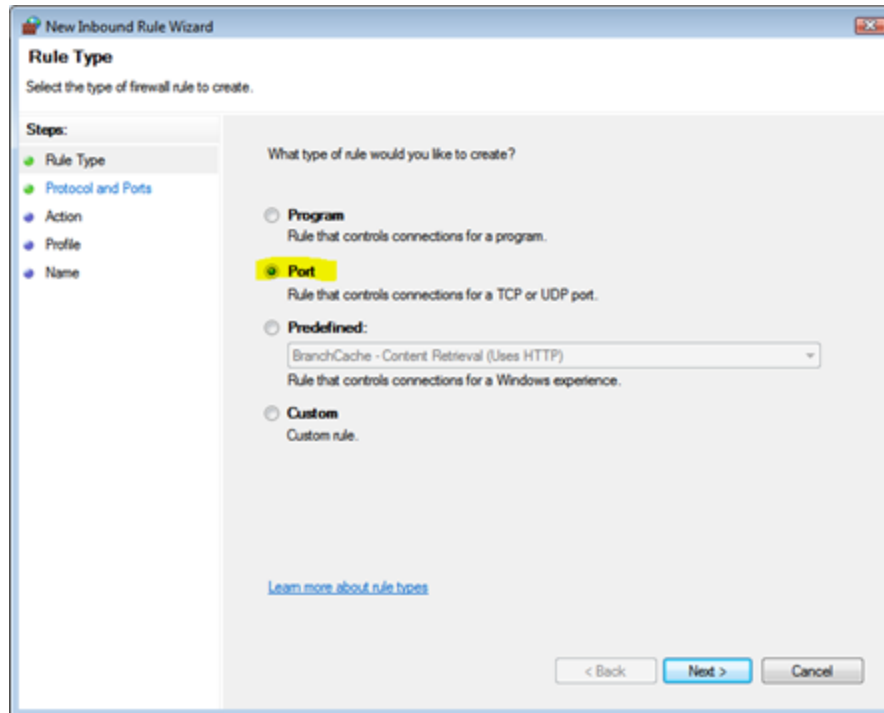 New Inbound Rule Wizard
Rule Type
Select the type of firewall rule to create.
Steps:
Rule Type
Protocol and Ports
Action
Profile
Name
What type of rule would you like to create?
Program
Rule that controls connections for a program.
Port
Rule that controls connections for a TCP or UDP port.
Predefined:
BranchCache - Content Retrieval (Uses HTTP)
Rule that controls connections for a Windows experience.
Custom
Custom rule.
Learn more about rule types
< Back Next > Cancel